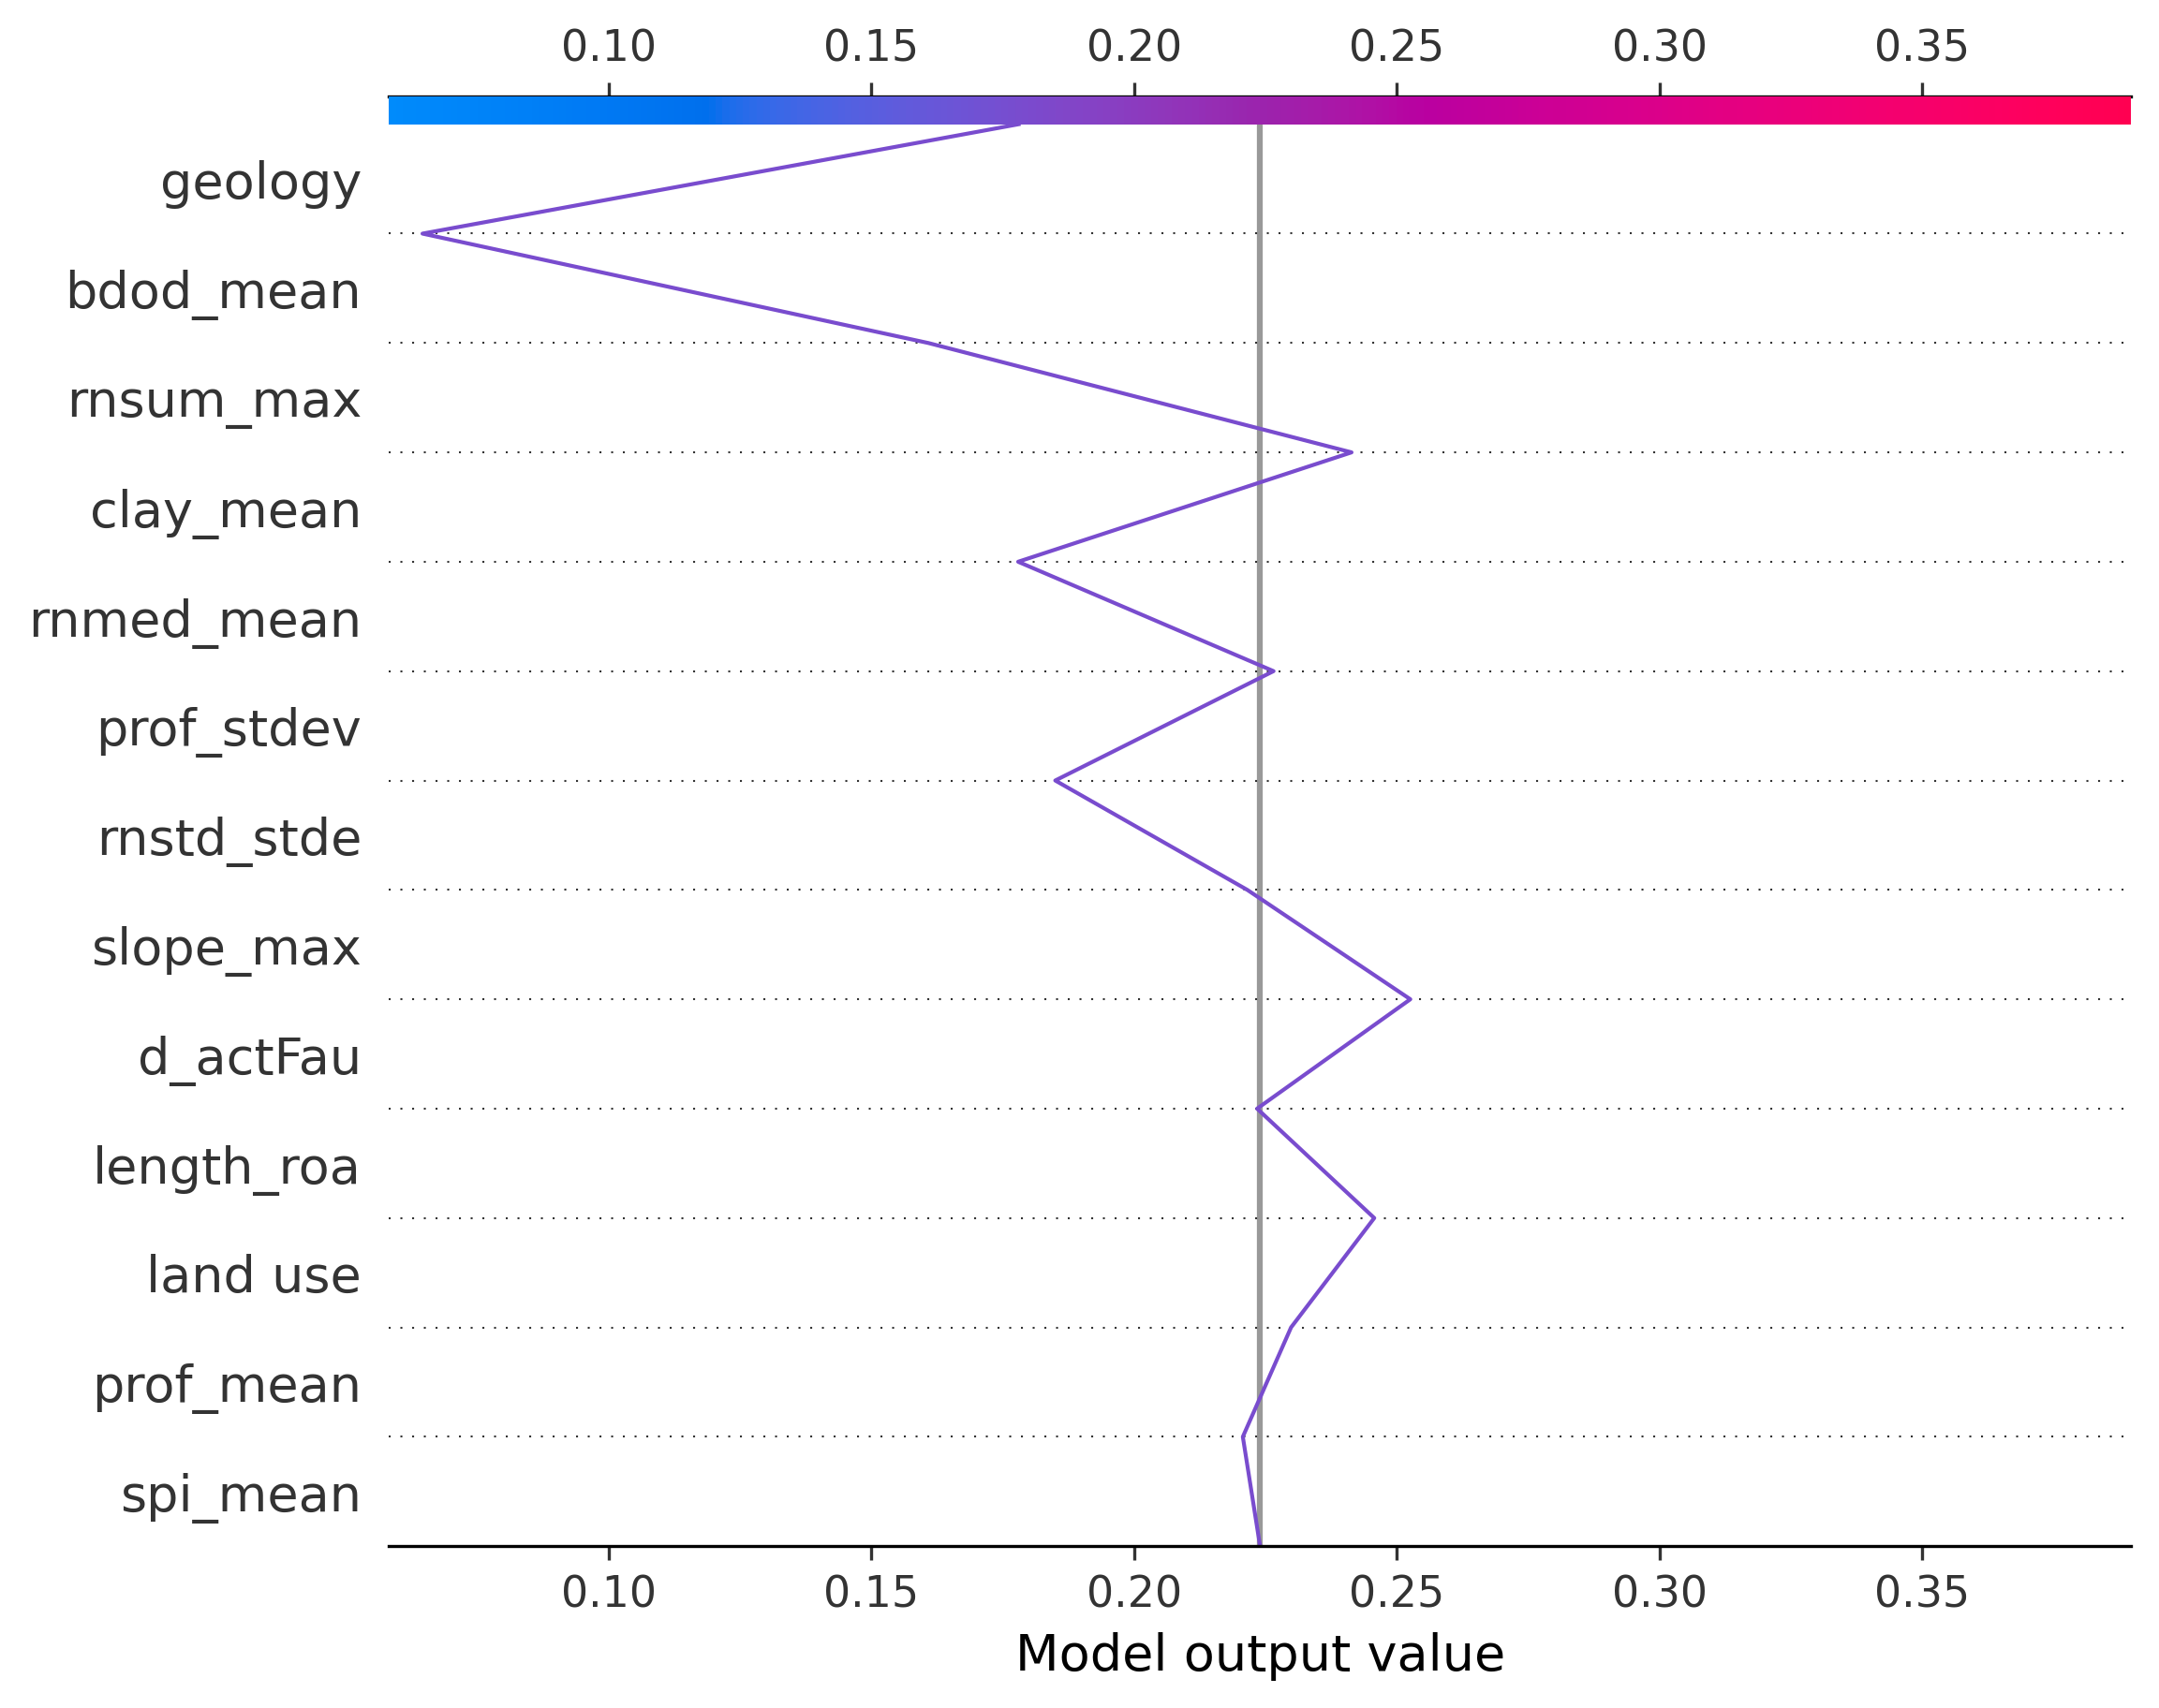 0.10 0.15 0.20 0.25 0.30 0.35
geology
bdod_mean
rnsum_max
clay_mean
rnmed_mean
prof_stdev
rnstd_stde
slope_max
d_actFau
length_roa
land use
prof_mean
spi_mean
0.10 0.15 0.20 0.25 0.30 0.35
Model output value